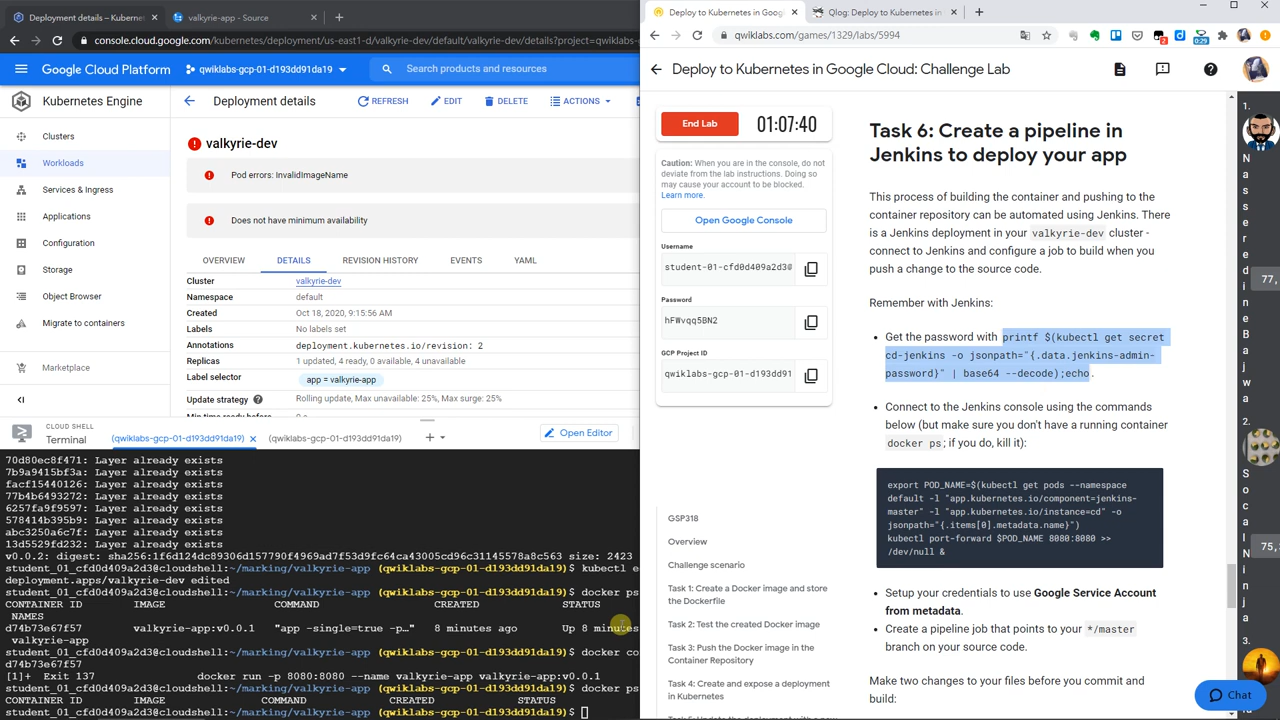 Deployment details - Kubernetes
valkyrie-app - Source
console.cloud.google.com/kubernetes/deployment/us-east1-d/valkyrie-dev/default/valkyrie-dev/details?project=qwiklabs-
Google Cloud Platform
qwiklabs-gcp-01-d193dd91da19
Search products and resources
Kubernetes Engine
Deployment details
REFRESH
EDIT
DELETE
ACTIONS
Clusters
Workloads
Services & Ingress
Applications
Configuration
Storage
Object Browser
Migrate to containers
Marketplace
valkyrie-dev
Pod errors: InvalidImageName
Does not have minimum availability
OVERVIEW
DETAILS
REVISION HISTORY
EVENTS
YAML
Cluster valkyrie-dev
Namespace default
Created Oct 18, 2020, 9:15:56 AM
Labels No labels set
Annotations deployment.kubernetes.io/revision: 2
Replicas 1 updated, 4 ready, 0 available, 4 unavailable
Label selector app = valkyrie-app
Update strategy Rolling update, Max unavailable: 25%, Max surge: 25%
CLOUD SHELL
Terminal
(qwiklabs-gcp-01-d193dd91da19)
(qwiklabs-gcp-01-d193dd91da19)
Open Editor
70d80ec8f471: Layer already exists
7b9a9415bf3a: Layer already exists
facf15440126: Layer already exists
77b4b6493272: Layer already exists
6257fa9f9597: Layer already exists
578414b395b9: Layer already exists
abc3250a6c7f: Layer already exists
13d5529fd232: Layer already exists
v0.0.2: digest: sha256:1f6d124dc89306d157790f4969ad7f53d9fc64ca43005cd96c31145578a8c563 size: 2423
student_01_cfd0d409a2d3@cloudshell:~/marking/valkyrie-app (qwiklabs-gcp-01-d193dd91da19)$ kubectl e
deployment.apps/valkyrie-dev edited
student_01_cfd0d409a2d3@cloudshell:~/marking/valkyrie-app (qwiklabs-gcp-01-d193dd91da19)$ docker ps
CONTAINER ID IMAGE COMMAND CREATED STATUS
NAMES
d74b73e67f57 valkyrie-app:v0.0.1 "app -single=true -p…" 8 minutes ago Up 8 minutes
valkyrie-app
student_01_cfd0d409a2d3@cloudshell:~/marking/valkyrie-app (qwiklabs-gcp-01-d193dd91da19)$ docker co
d74b73e67f57
[1]+ Exit 137 docker run -p 8080:8080 --name valkyrie-app valkyrie-app:v0.0.1
student_01_cfd0d409a2d3@cloudshell:~/marking/valkyrie-app (qwiklabs-gcp-01-d193dd91da19)$ docker ps
CONTAINER ID IMAGE COMMAND CREATED STATUS
student_01_cfd0d409a2d3@cloudshell:~/marking/valkyrie-app (qwiklabs-gcp-01-d193dd91da19)$
Deploy to Kubernetes in Goog
Qlog: Deploy to Kubernetes in
qwiklabs.com/games/1329/labs/5994
2
0:29
Deploy to Kubernetes in Google Cloud: Challenge Lab
End Lab
01:07:40
Caution: When you are in the console, do not
deviate from the lab instructions. Doing so
may cause your account to be blocked.
Learn more.
Open Google Console
Username
student-01-cfd0d409a2d3@
Password
hFWvqq5BN2
GCP Project ID
qwiklabs-gcp-01-d193dd91
GSP318
Overview
Challenge scenario
Task 1: Create a Docker image and store
the Dockerfile
Task 2: Test the created Docker image
Task 3: Push the Docker image in the
Container Repository
Task 4: Create and expose a deployment
in Kubernetes
Task 6: Create a pipeline in
Jenkins to deploy your app
This process of building the container and pushing to the
container repository can be automated using Jenkins. There
is a Jenkins deployment in your valkyrie-dev cluster -
connect to Jenkins and configure a job to build when you
push a change to the source code.
Remember with Jenkins:
Get the password with printf $(kubectl get secret
cd-jenkins -o jsonpath="{.data.jenkins-admin-
password}" | base64 --decode);echo.
Connect to the Jenkins console using the commands
below (but make sure you don't have a running container
docker ps; if you do, kill it):
export POD_NAME=$(kubectl get pods --namespace
default -l "app.kubernetes.io/component=jenkins-
master" -l "app.kubernetes.io/instance=cd" -o
jsonpath="{.items[0].metadata.name}")
kubectl port-forward $POD_NAME 8080:8080 >>
/dev/null &
Setup your credentials to use Google Service Account
from metadata.
Create a pipeline job that points to your */master
branch on your source code.
Make two changes to your files before you commit and
build:
Chat
1.
N
a
s
s
e
r
e
d
i
n
e
B
a
j
w
a
77,
2.
S
o
c
r
a
t
i
N
i
n
j
a
75,
3.